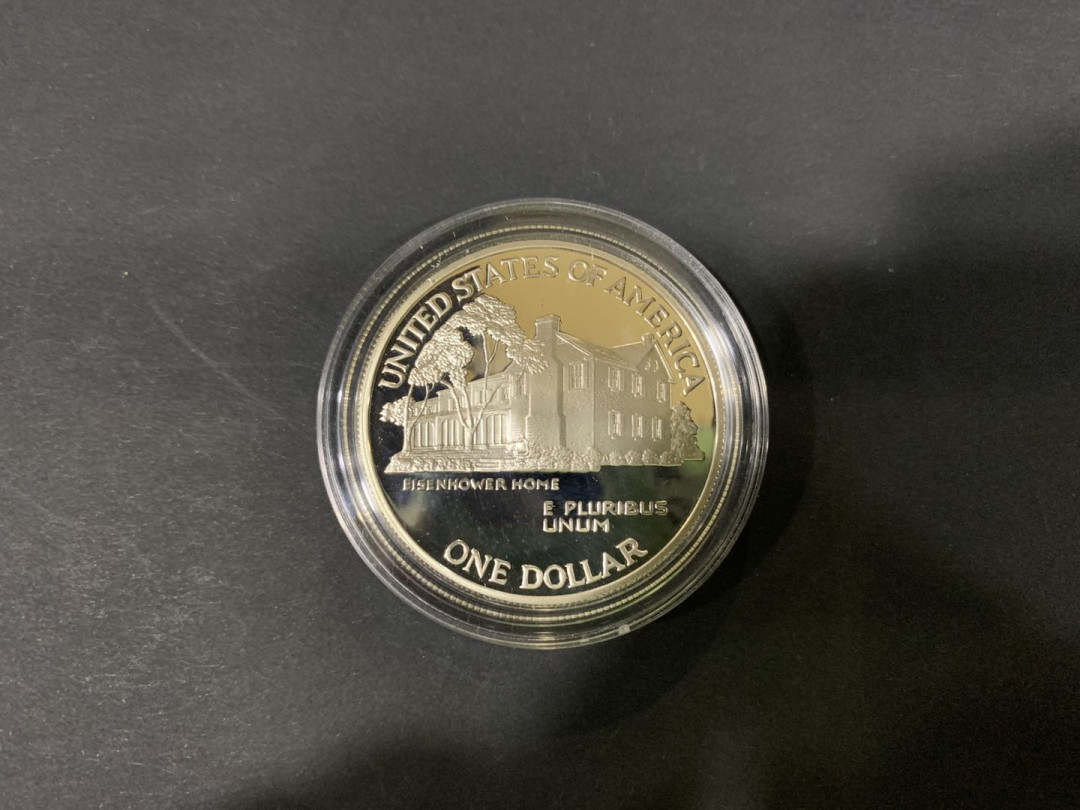 UNITED STATES OF AMERICA
EISENHOWER HOME
E PLURIBUS
UNUM
ONE DOLLAR